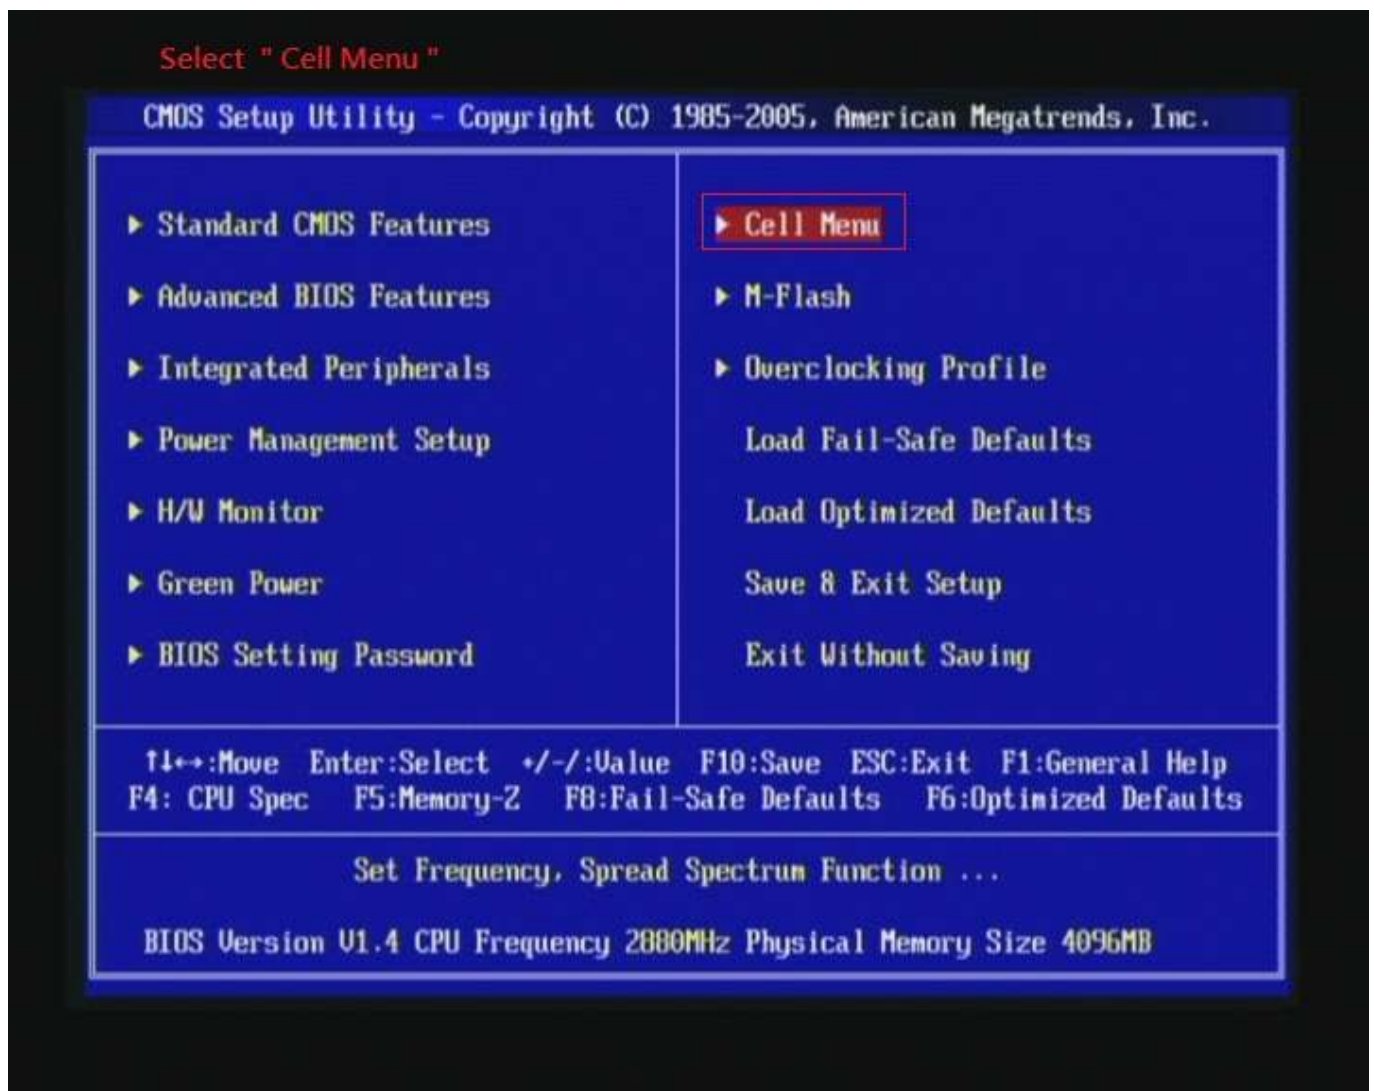 Select " Cell Menu "
CMOS Setup Utility - Copyright (C) 1985-2005, American Megatrends, Inc.
Standard CMOS Features
Advanced BIOS Features
Integrated Peripherals
Power Management Setup
H/W Monitor
Green Power
BIOS Setting Password
Cell Menu
M-Flash
Overclocking Profile
Load Fail-Safe Defaults
Load Optimized Defaults
Save & Exit Setup
Exit Without Saving
↑↓←→:Move Enter:Select +/-/:Value F10:Save ESC:Exit F1:General Help
F4: CPU Spec F5:Memory-Z F8:Fail-Safe Defaults F6:Optimized Defaults
Set Frequency, Spread Spectrum Function ...
BIOS Version V1.4 CPU Frequency 2880MHz Physical Memory Size 4096MB